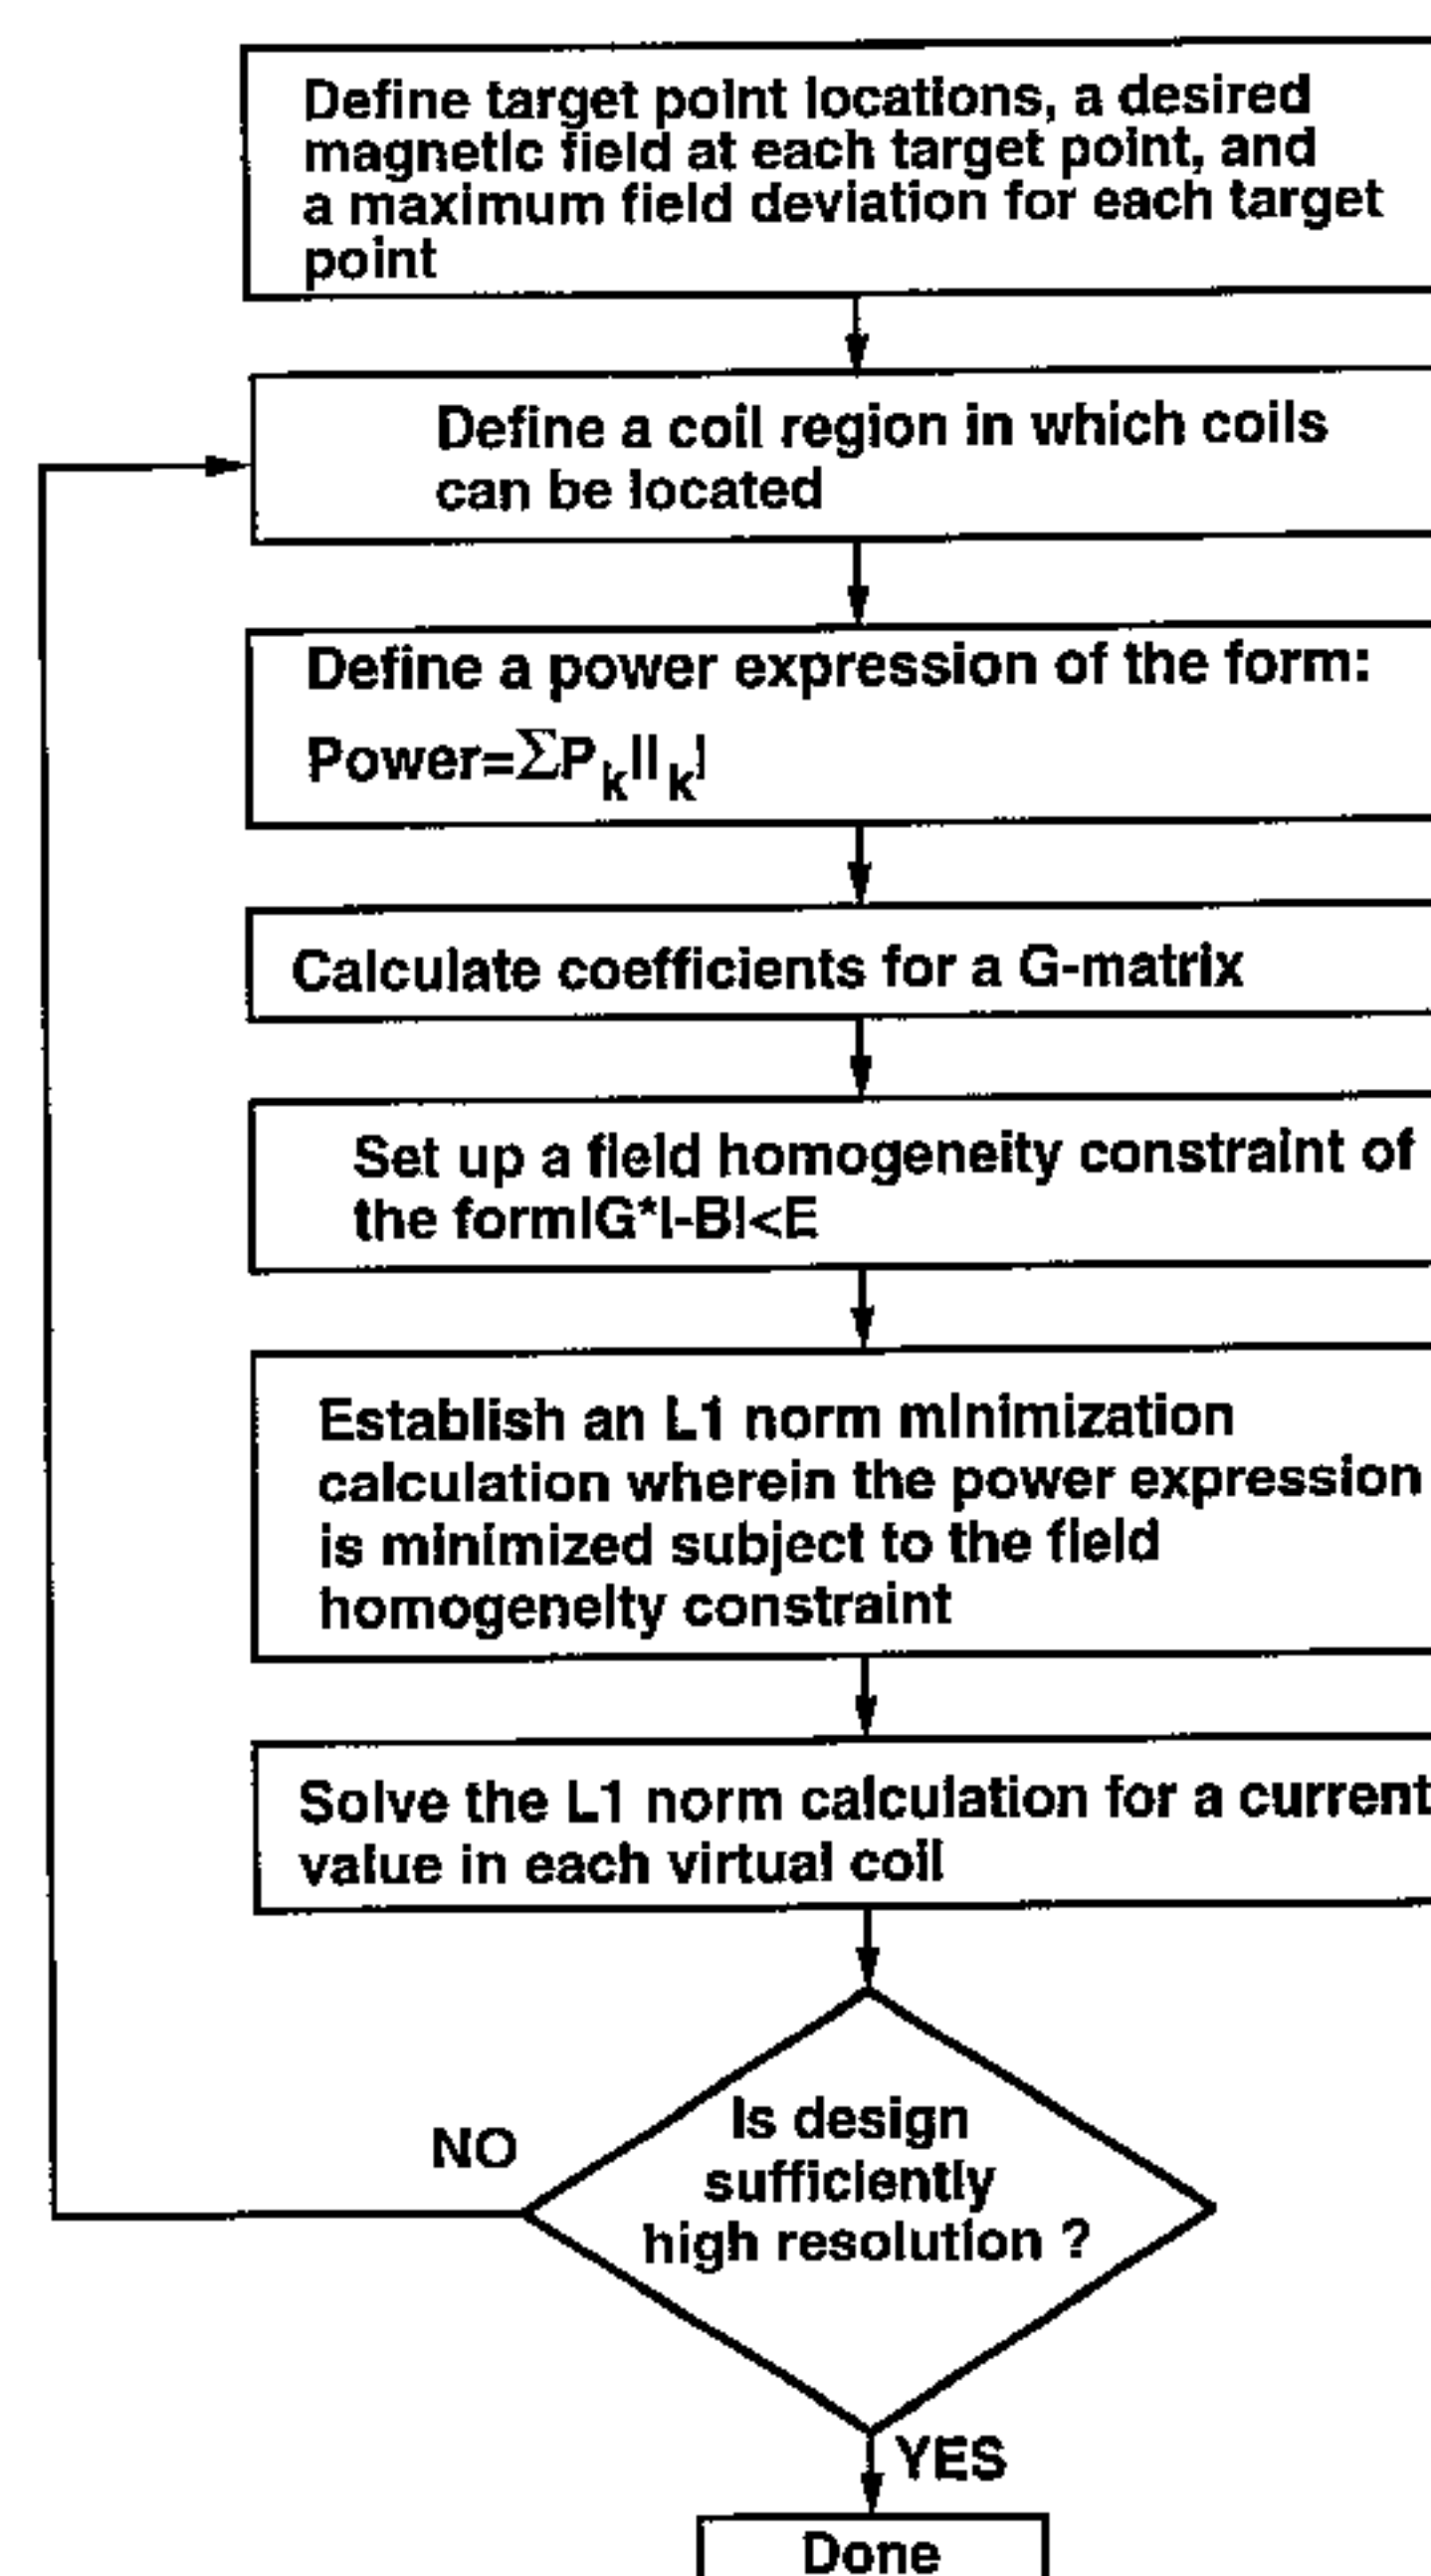 Define target point locations, a desired
magnetic field at each target point, and
a maximum field deviation for each target
point
Define a coil region in which coils
can be located
Define a power expression of the form:
Power=ΣPk|Ik|
Calculate coefficients for a G-matrix
Set up a field homogeneity constraint of
the form|G*I-B|<E
Establish an L1 norm minimization
calculation wherein the power expression
is minimized subject to the field
homogeneity constraint
Solve the L1 norm calculation for a current
value in each virtual coil
Is design
sufficiently
high resolution ?
NO
YES
Done